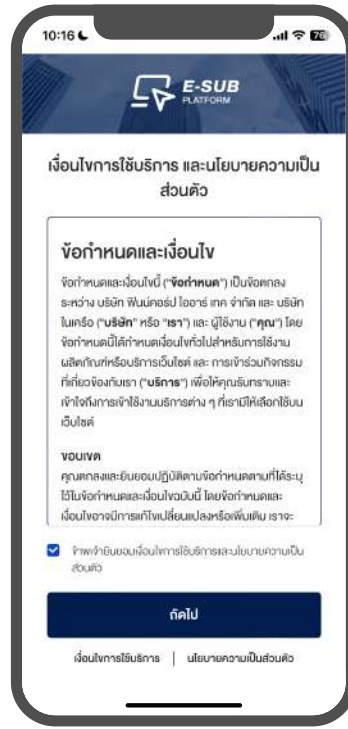 10:16
76
E-SUB
PLATFORM
เงื่อนไขการใช้บริการ และนโยบายความเป็น
ส่วนตัว
ข้อกำหนดและเงื่อนไข
ข้อกำหนดและเงื่อนไขนี้ ("ข้อกำหนด") เป็นข้อตกลง
ระหว่าง บริษัท ฟินน์คอร์ป ไออาร์ เทค จำกัด และ บริษัท
ในเครือ ("บริษัท" หรือ "เรา") และ ผู้ใช้งาน ("คุณ") โดย
ข้อกำหนดนี้ได้กำหนดเงื่อนไขทั่วไปสำหรับการใช้งาน
ผลิตภัณฑ์หรือบริการเว็บไซต์ และ การเข้าร่วมกิจกรรม
ที่เกี่ยวข้องกับเรา ("บริการ") เพื่อให้คุณรับทราบและ
เข้าใจถึงการเข้าใช้งานบริการต่าง ๆ ที่เรามีให้เลือกใช้บน
เว็บไซต์
ขอบเขต
คุณตกลงและยินยอมปฏิบัติตามข้อกำหนดตามที่ได้ระบุ
ไว้ในข้อกำหนดและเงื่อนไขฉบับนี้ โดยข้อกำหนดและ
เงื่อนไขอาจมีการแก้ไขเปลี่ยนแปลงหรือเพิ่มเติม เราจะ
ข้าพเจ้ายินยอมเงื่อนไขการใช้บริการและนโยบายความเป็น
ส่วนตัว
ถัดไป
เงื่อนไขการใช้บริการ | นโยบายความเป็นส่วนตัว